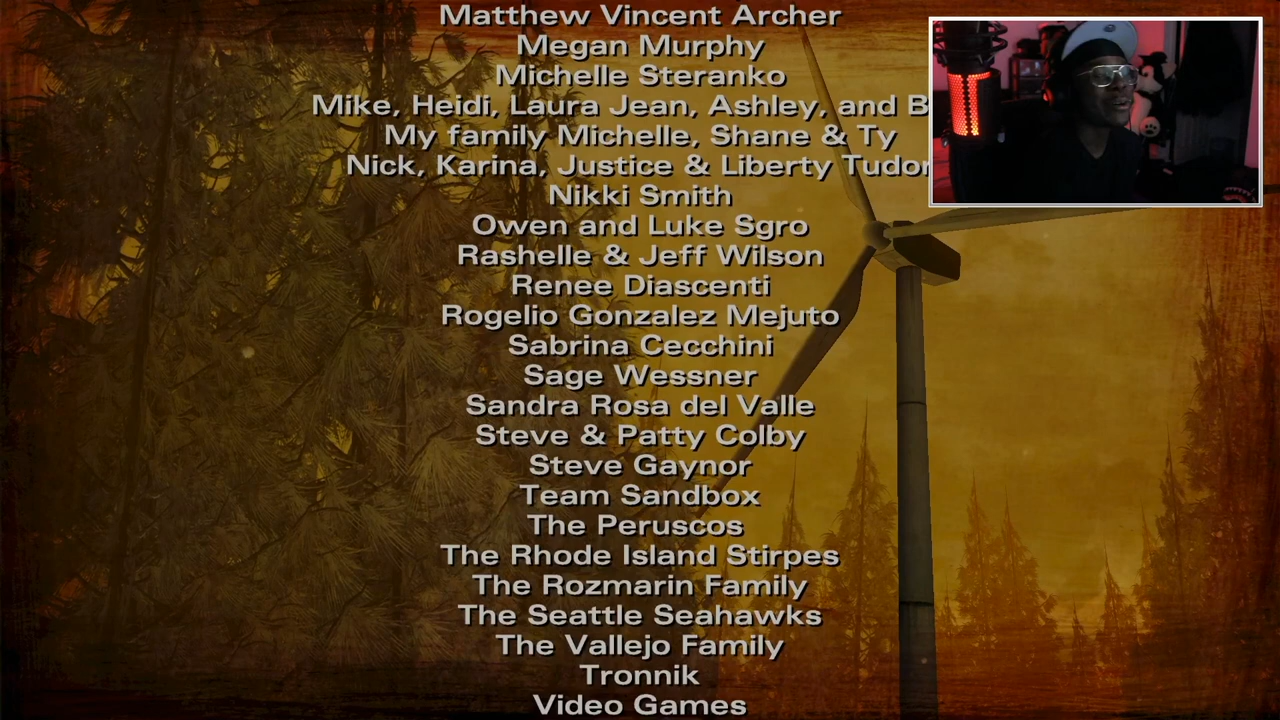 Matthew Vincent Archer
Megan Murphy
Michelle Steranko
Mike, Heidi, Laura Jean, Ashley, and B
My family Michelle, Shane & Ty
Nick, Karina, Justice & Liberty Tudor
Nikki Smith
Owen and Luke Sgro
Rashelle & Jeff Wilson
Renee Diascenti
Rogelio Gonzalez Mejuto
Sabrina Cecchini
Sage Wessner
Sandra Rosa del Valle
Steve & Patty Colby
Steve Gaynor
Team Sandbox
The Peruscos
The Rhode Island Stirpes
The Rozmarin Family
The Seattle Seahawks
The Vallejo Family
Tronnik
Video Games